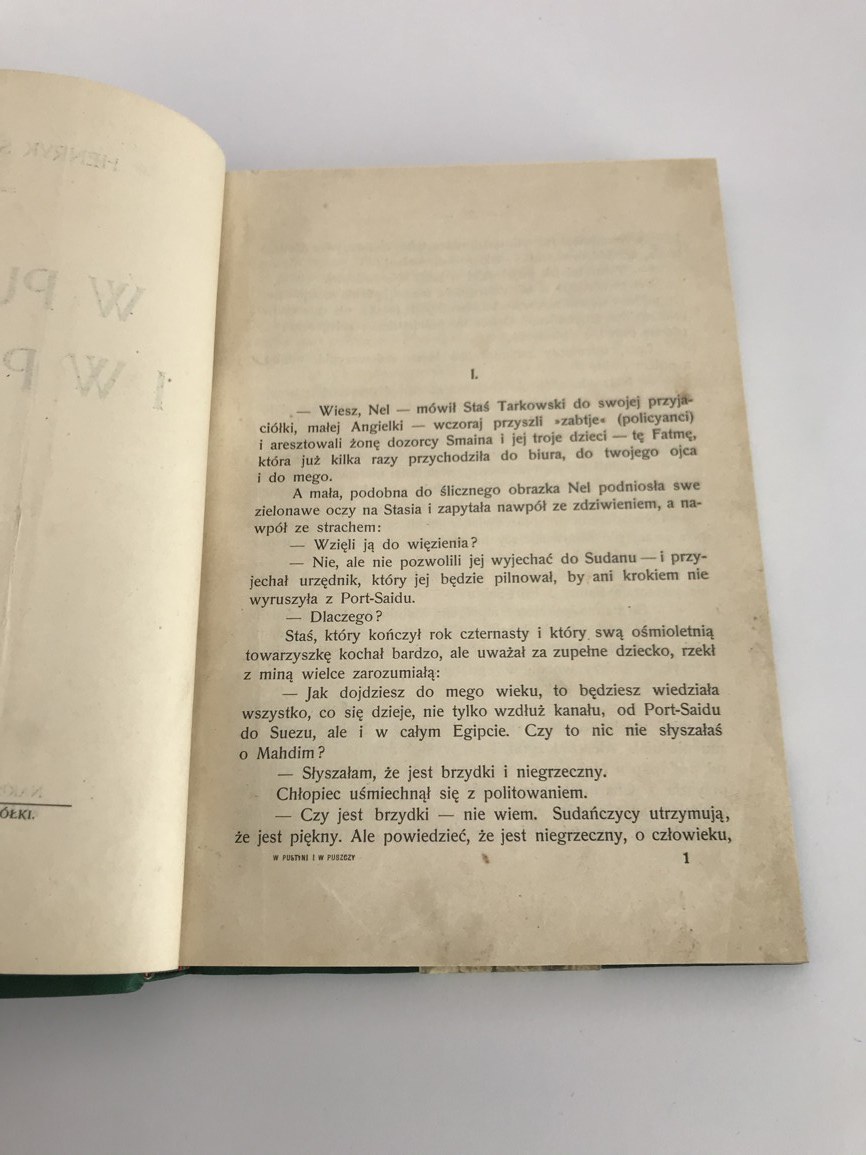 I.
— Wiesz, Nel — mówił Staś Tarkowski do swojej przyja-
ciółki, małej Angielki — wczoraj przyszli »zabtje« (policyanci)
i aresztowali żonę dozorcy Smaina i jej troje dzieci — tę Fatmę,
która już kilka razy przychodziła do biura, do twojego ojca
i do mego.
A mała, podobna do ślicznego obrazka Nel podniosła swe
zielonawe oczy na Stasia i zapytała nawpół ze zdziwieniem, a na-
wpół ze strachem:
— Wzięli ją do więzienia?
— Nie, ale nie pozwolili jej wyjechać do Sudanu — i przy-
jechał urzędnik, który jej będzie pilnował, by ani krokiem nie
wyruszyła z Port-Saidu.
— Dlaczego?
Staś, który kończył rok czternasty i który swą ośmioletnią
towarzyszkę kochał bardzo, ale uważał za zupełne dziecko, rzekł
z miną wielce zarozumiałą:
— Jak dojdziesz do mego wieku, to będziesz wiedziała
wszystko, co się dzieje, nie tylko wzdłuż kanału, od Port-Saidu
do Suezu, ale i w całym Egipcie. Czy to nic nie słyszałaś
o Mahdim?
— Słyszałam, że jest brzydki i niegrzeczny.
Chłopiec uśmiechnął się z politowaniem.
— Czy jest brzydki — nie wiem. Sudańczycy utrzymują,
że jest piękny. Ale powiedzieć, że jest niegrzeczny, o człowieku,
W PUSTYNI I W PUSZCZY 1
HENRYK S
W PU
I W P
ÓŁKI.